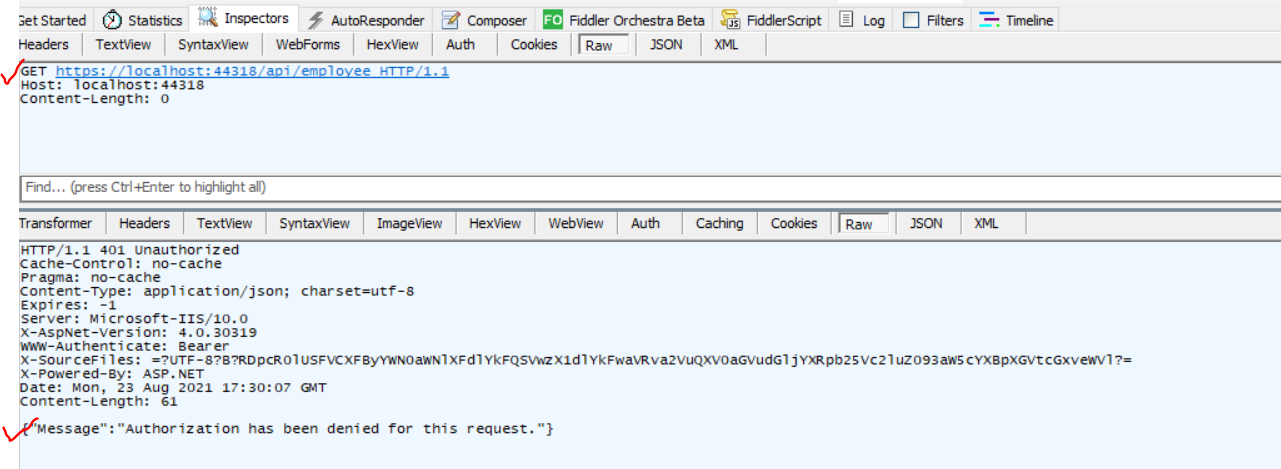 Get Started Statistics Inspectors AutoResponder Composer FO Fiddler Orchestra Beta FiddlerScript Log Filters Timeline
Headers TextView SyntaxView WebForms HexView Auth Cookies Raw JSON XML
GET https://localhost:44318/api/employee HTTP/1.1
Host: localhost:44318
Content-Length: 0
Find... (press Ctrl+Enter to highlight all)
Transformer Headers TextView SyntaxView ImageView HexView WebView Auth Caching Cookies Raw JSON XML
HTTP/1.1 401 Unauthorized
Cache-Control: no-cache
Pragma: no-cache
Content-Type: application/json; charset=utf-8
Expires: -1
Server: Microsoft-IIS/10.0
X-AspNet-Version: 4.0.30319
WWW-Authenticate: Bearer
X-SourceFiles: =?UTF-8?B?RDpcR0lUSFVCXFByYWN0aWNlXFdlYkFQSVwzX1dlYkFwaVRva2VuQXV0aGVudGljYXRpb25Vc2luZ093aW5cYXBpXGVtcGxveWVl?=
X-Powered-By: ASP.NET
Date: Mon, 23 Aug 2021 17:30:07 GMT
Content-Length: 61
{"Message":"Authorization has been denied for this request."}